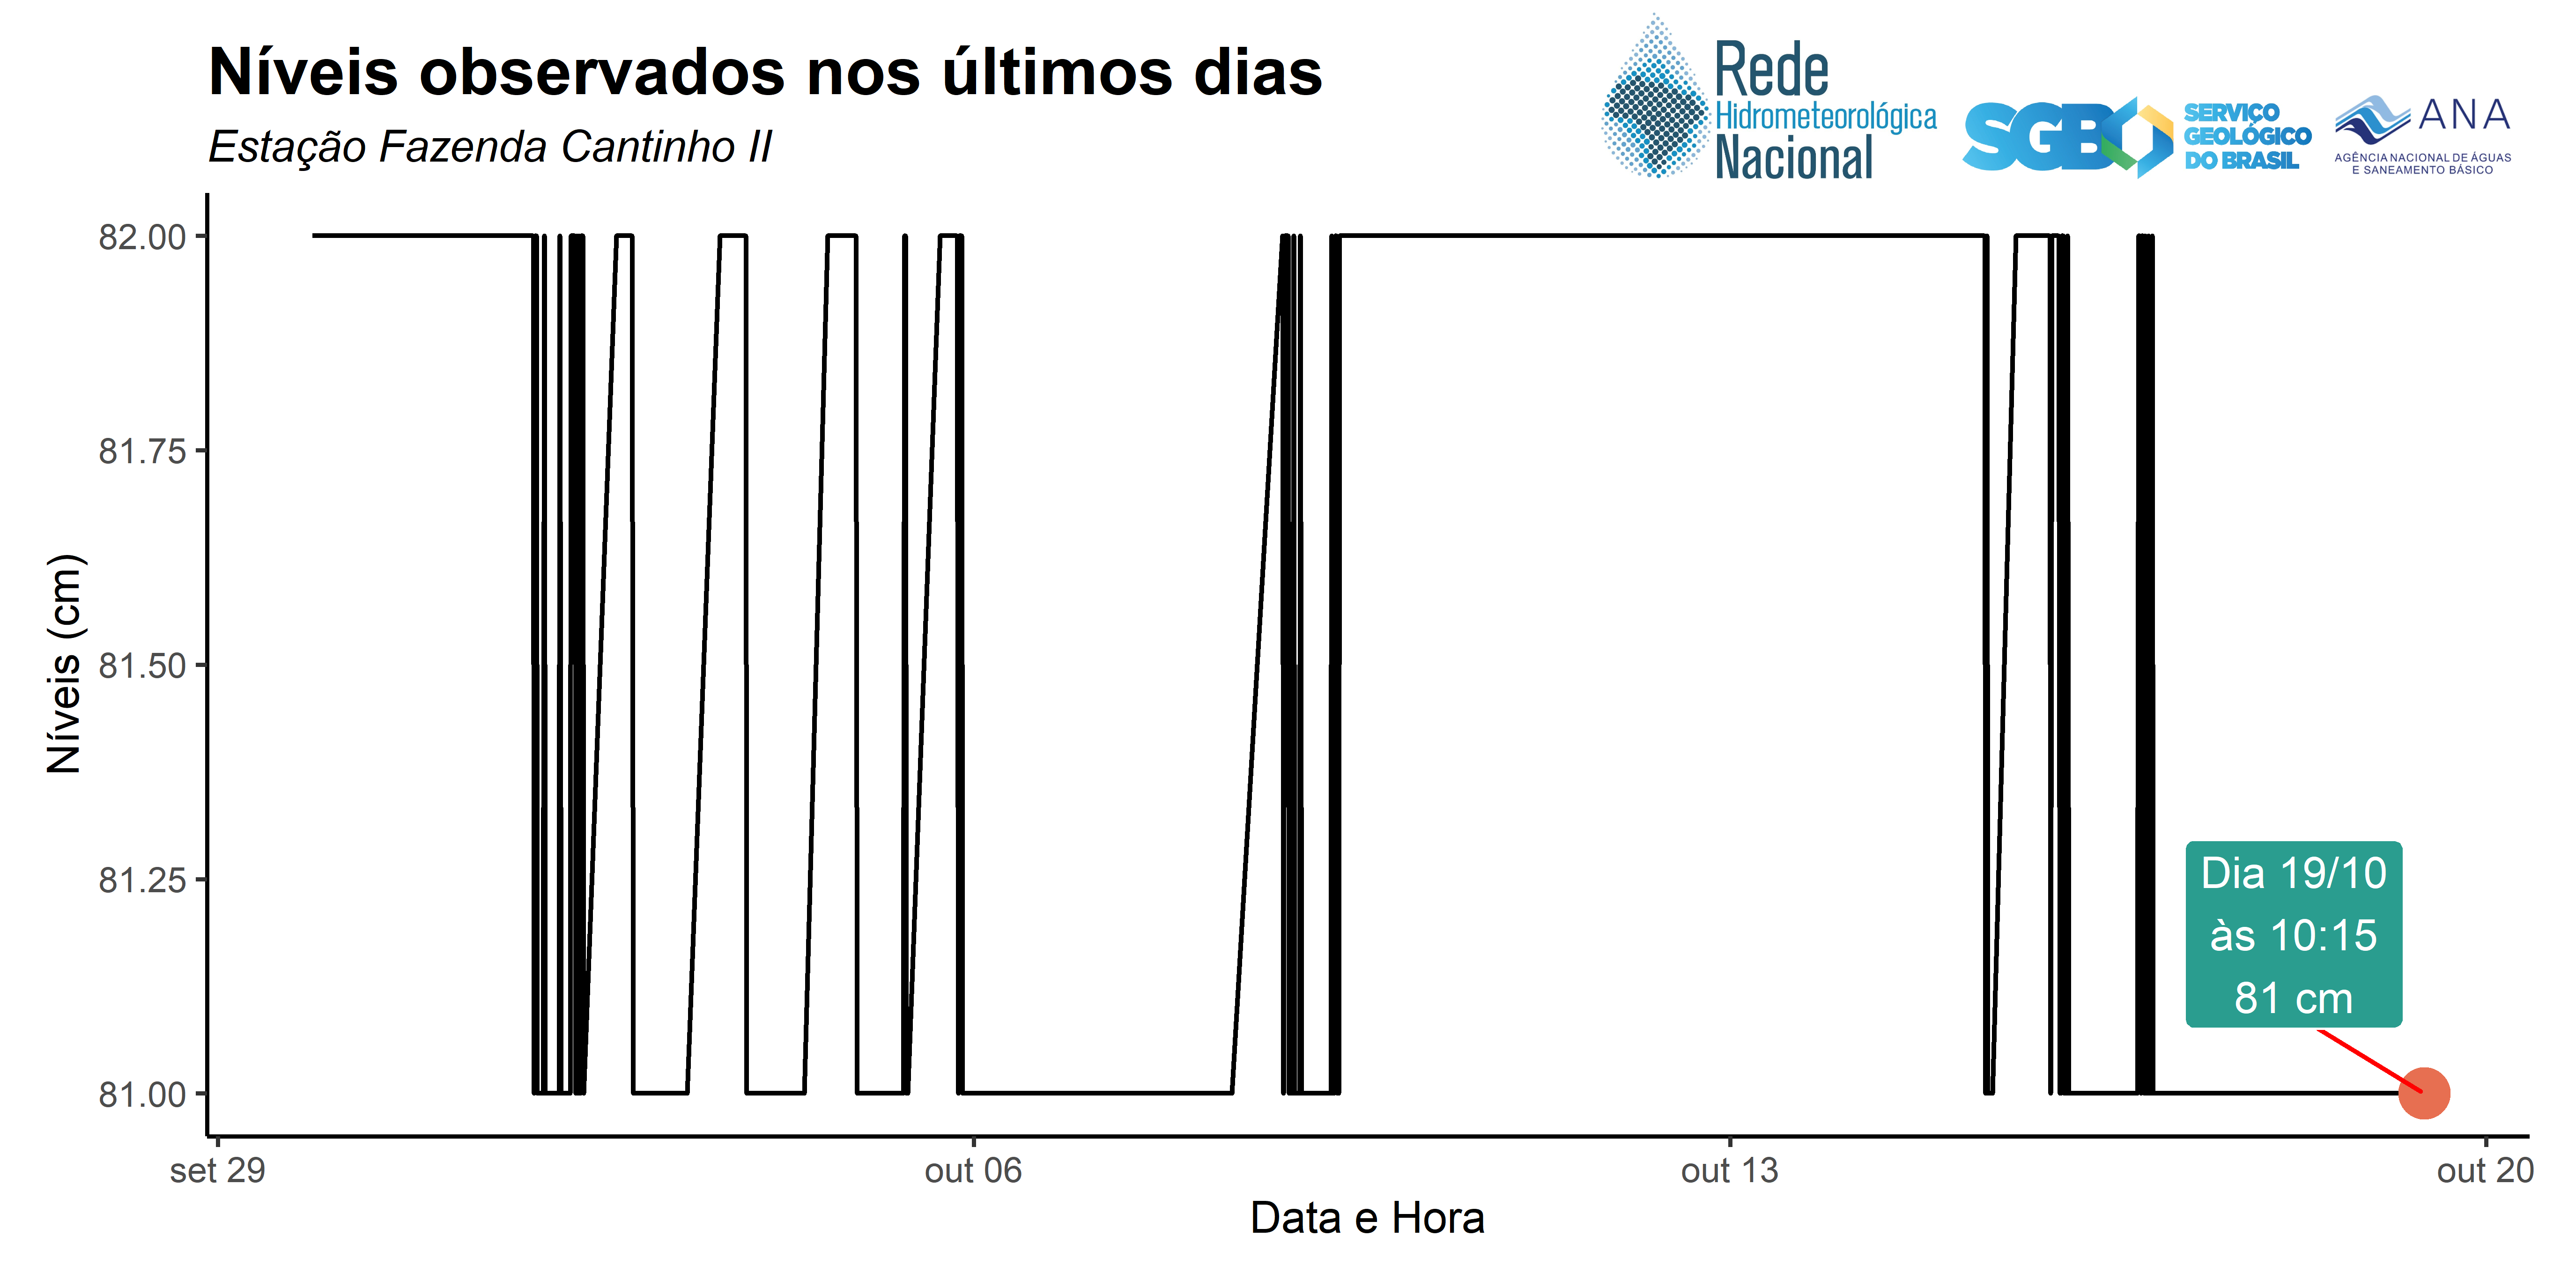 Níveis observados nos últimos dias
Estação Fazenda Cantinho II
Rede
Hidrometeorológica
Nacional
SGB
SERVIÇO
GEOLÓGICO
DO BRASIL
ANA
AGÊNCIA NACIONAL DE ÁGUAS
E SANEAMENTO BÁSICO
Níveis (cm)
82.00
81.75
81.50
81.25
81.00
Dia 19/10
às 10:15
81 cm
set 29
out 06
out 13
out 20
Data e Hora